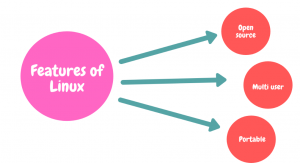 Features of
Linux
Open
source
Multi user
Portable